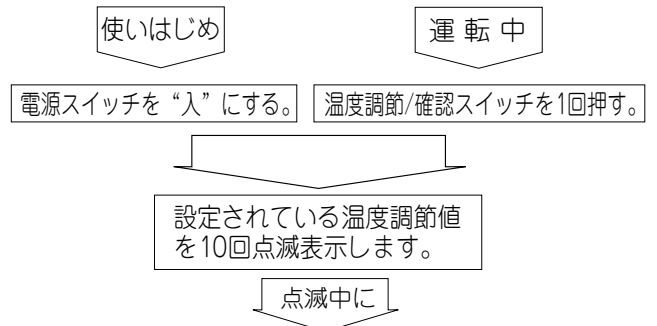 使いはじめ
運転中
電源スイッチを“入”にする。
温度調節/確認スイッチを1回押す。
設定されている温度調節値
を10回点滅表示します。
点滅中に